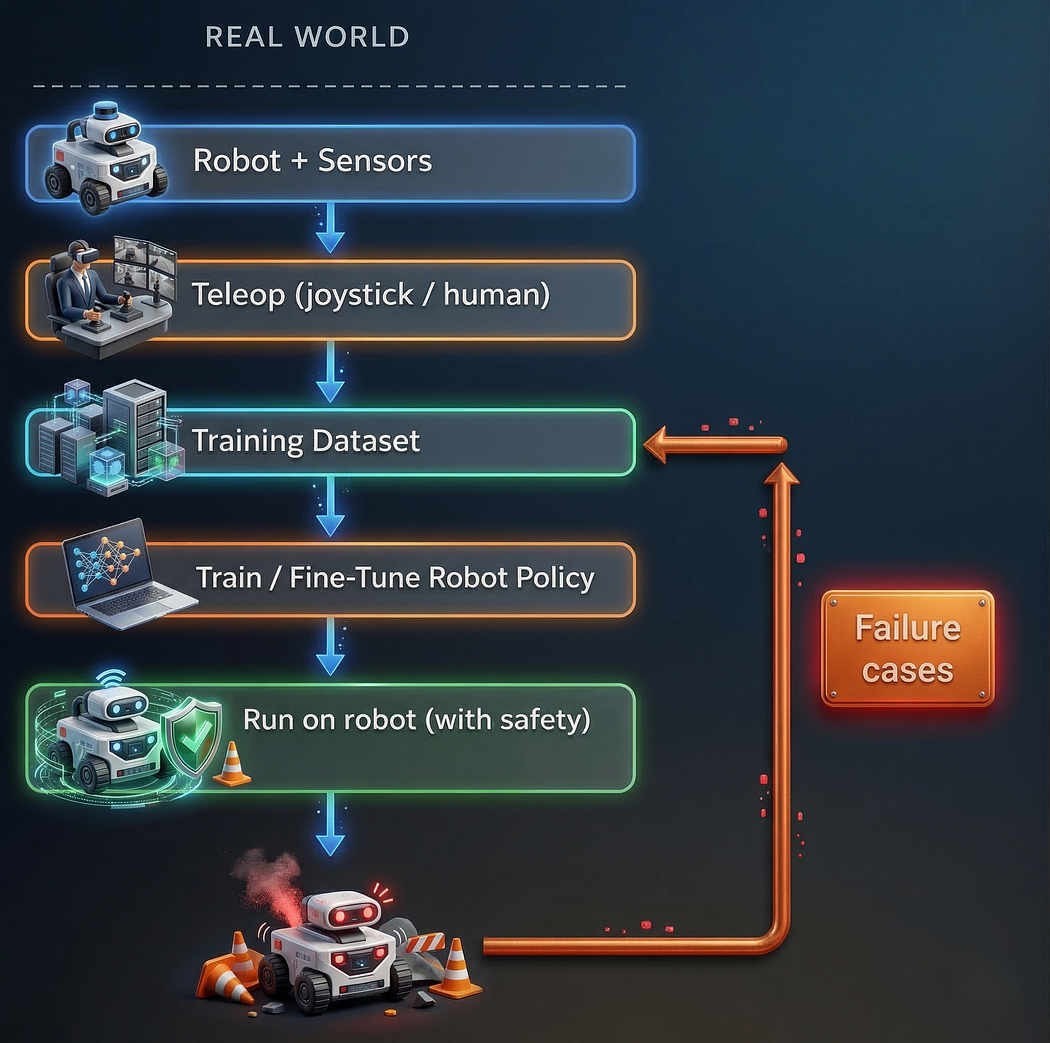 REAL WORLD
Robot + Sensors
Teleop (joystick / human)
Training Dataset
Train / Fine-Tune Robot Policy
Run on robot (with safety)
Failure
cases